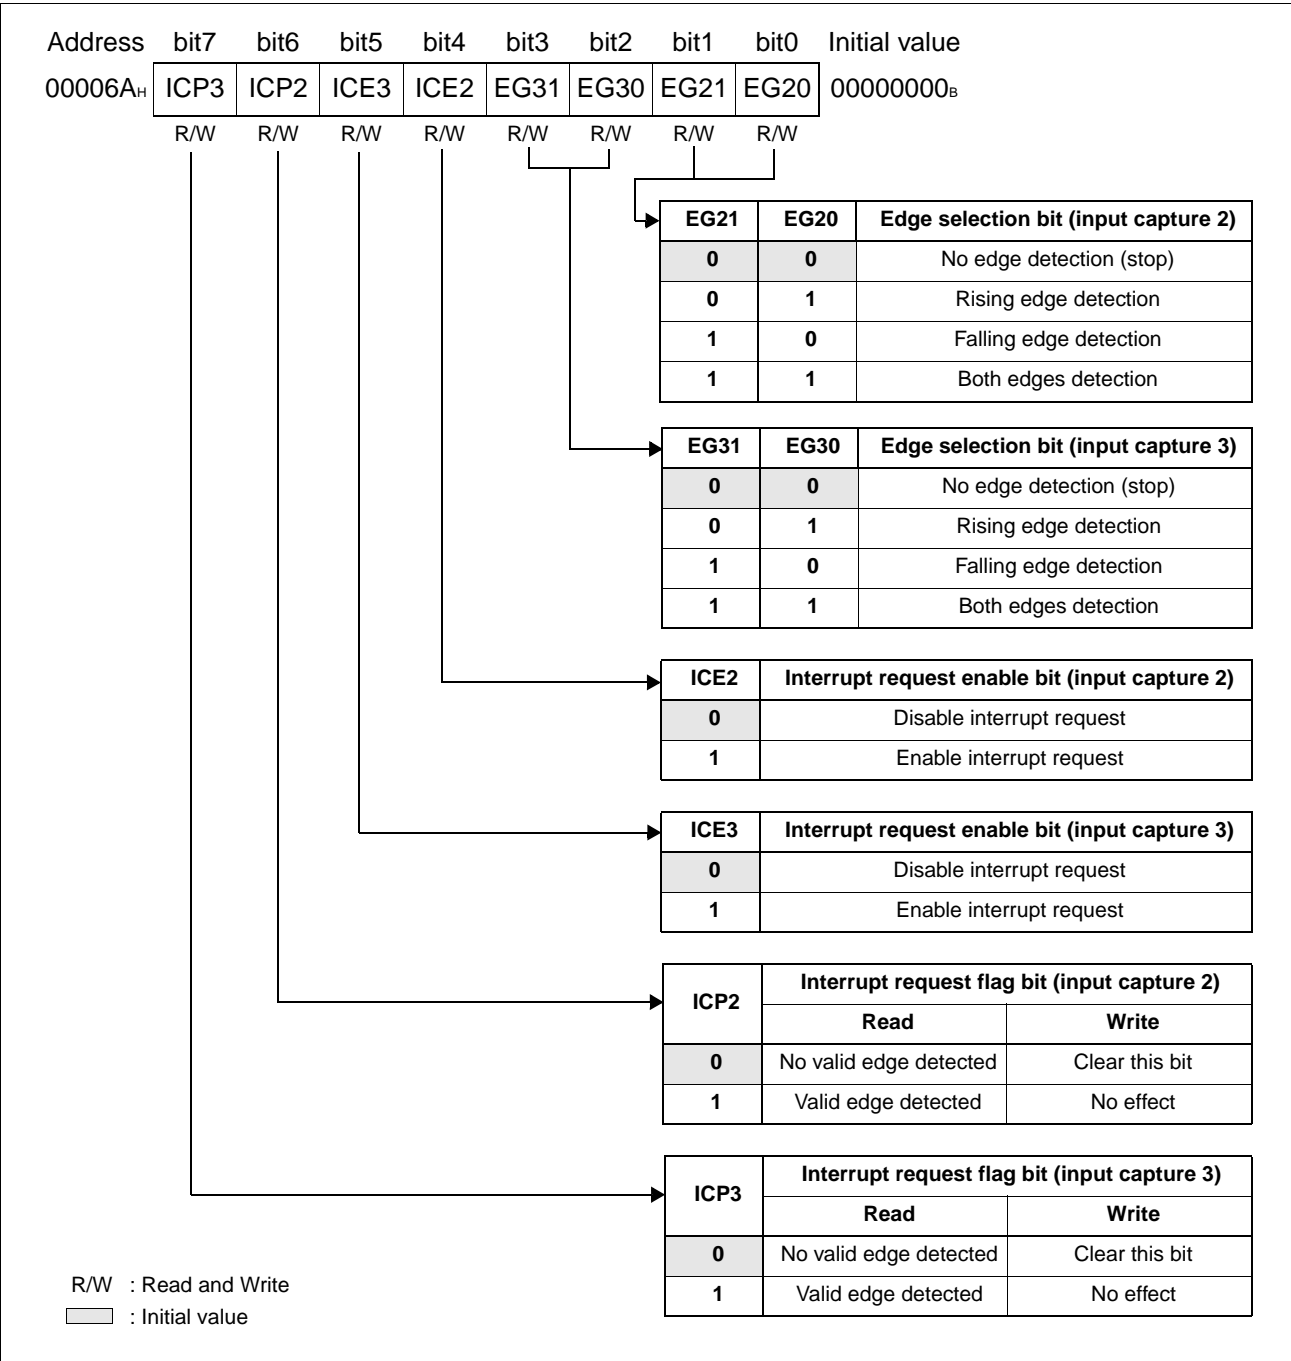 Address bit7 bit6 bit5 bit4 bit3 bit2 bit1 bit0 Initial value
00006AH ICP3 ICP2 ICE3 ICE2 EG31 EG30 EG21 EG20 00000000B
R/W R/W R/W R/W R/W R/W R/W R/W
EG21 EG20 Edge selection bit (input capture 2)
0 0 No edge detection (stop)
0 1 Rising edge detection
1 0 Falling edge detection
1 1 Both edges detection
EG31 EG30 Edge selection bit (input capture 3)
0 0 No edge detection (stop)
0 1 Rising edge detection
1 0 Falling edge detection
1 1 Both edges detection
ICE2 Interrupt request enable bit (input capture 2)
0 Disable interrupt request
1 Enable interrupt request
ICE3 Interrupt request enable bit (input capture 3)
0 Disable interrupt request
1 Enable interrupt request
ICP2 Interrupt request flag bit (input capture 2)
Read Write
0 No valid edge detected Clear this bit
1 Valid edge detected No effect
ICP3 Interrupt request flag bit (input capture 3)
Read Write
0 No valid edge detected Clear this bit
1 Valid edge detected No effect
R/W : Read and Write
: Initial value